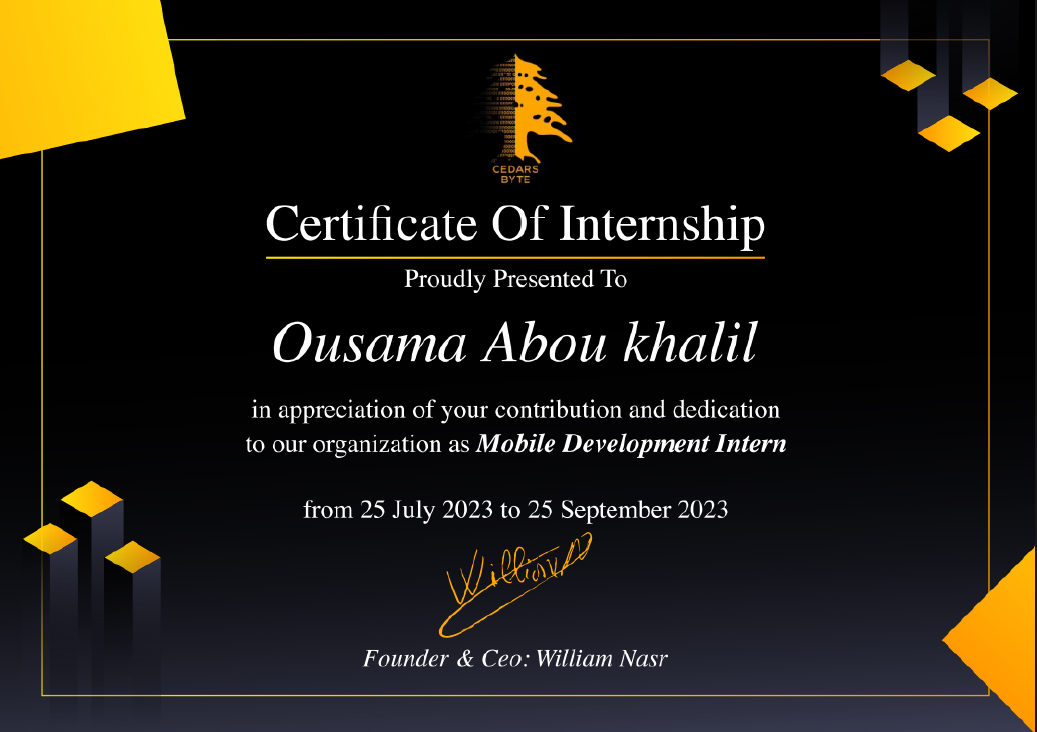 CEDARS
BYTE
Certificate Of Internship
Proudly Presented To
Ousama Abou khalil
in appreciation of your contribution and dedication
to our organization as Mobile Development Intern
from 25 July 2023 to 25 September 2023
William
Founder & Ceo: William Nasr